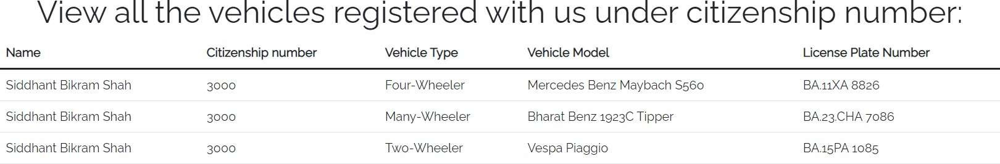 View all the vehicles registered with us under citizenship number:
Name Citizenship number Vehicle Type Vehicle Model License Plate Number
Siddhant Bikram Shah 3000 Four-Wheeler Mercedes Benz Maybach S560 BA.11XA 8826
Siddhant Bikram Shah 3000 Many-Wheeler Bharat Benz 1923C Tipper BA.23.CHA 7086
Siddhant Bikram Shah 3000 Two-Wheeler Vespa Piaggio BA.15PA 1085